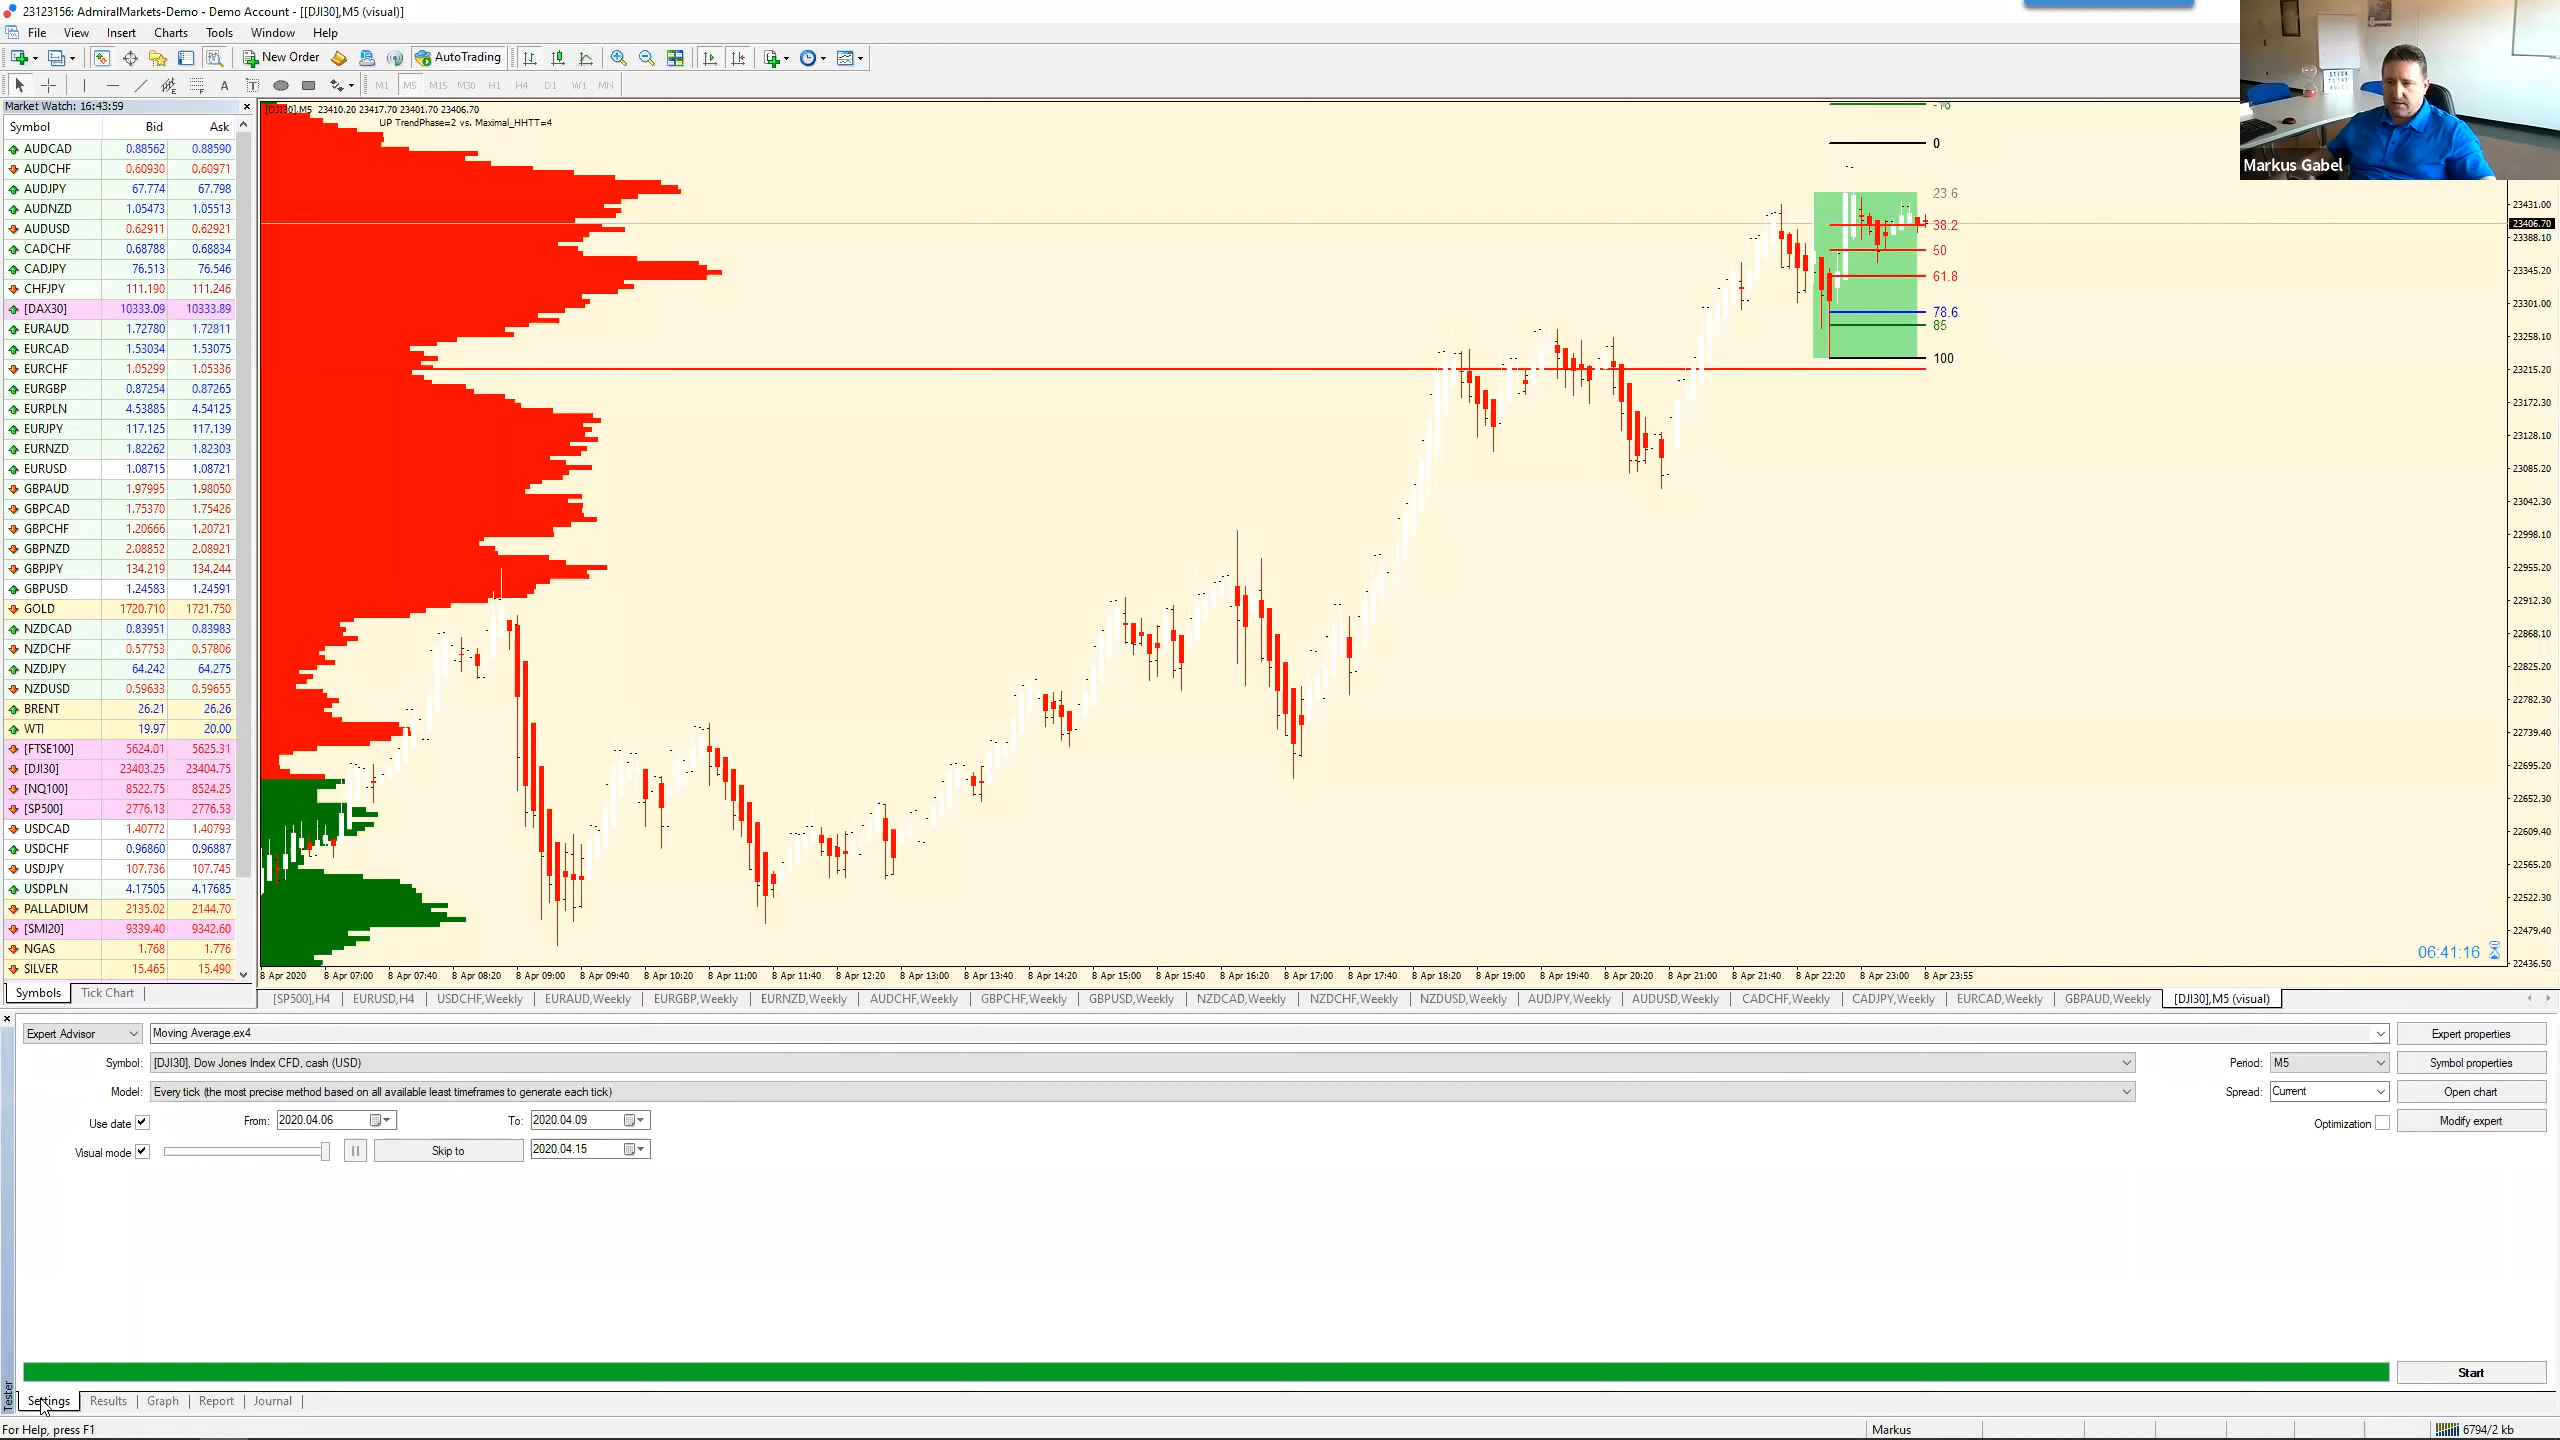 23123156: AdmiralMarkets-Demo - Demo Account - [[DJI30],M5 (visual)]
File View Insert Charts Tools Window Help
New Order AutoTrading
M1 M5 M15 M30 H1 H4 D1 W1 MN
Market Watch: 16:43:59
Symbol Bid Ask
AUDCAD 0.88562 0.88590
AUDCHF 0.60930 0.60971
AUDJPY 67.774 67.798
AUDNZD 1.05473 1.05513
AUDUSD 0.62911 0.62921
CADCHF 0.68788 0.68834
CADJPY 76.513 76.546
CHFJPY 111.190 111.246
[DAX30] 10333.09 10333.89
EURAUD 1.72780 1.72811
EURCAD 1.53034 1.53075
EURCHF 1.05299 1.05336
EURGBP 0.87254 0.87265
EURPLN 4.53885 4.54125
EURJPY 117.125 117.139
EURNZD 1.82262 1.82303
EURUSD 1.08715 1.08721
GBPAUD 1.97995 1.98050
GBPCAD 1.75370 1.75426
GBPCHF 1.20666 1.20721
GBPNZD 2.08852 2.08921
GBPJPY 134.219 134.244
GBPUSD 1.24583 1.24591
GOLD 1720.710 1721.750
NZDCAD 0.83951 0.83983
NZDCHF 0.57753 0.57806
NZDJPY 64.242 64.275
NZDUSD 0.59633 0.59655
BRENT 26.21 26.26
WTI 19.97 20.00
[FTSE100] 5624.01 5625.31
[DJI30] 23403.25 23404.75
[NQ100] 8522.75 8524.25
[SP500] 2776.13 2776.53
USDCAD 1.40772 1.40793
USDCHF 0.96860 0.96887
USDJPY 107.736 107.745
USDPLN 4.17505 4.17685
PALLADIUM 2135.02 2144.70
[SMI20] 9339.40 9342.60
NGAS 1.768 1.776
SILVER 15.465 15.490
Symbols Tick Chart
[DJI30],M5 23410.20 23417.70 23401.70 23406.70
UP TrendPhase=2 vs. Maximal_HHTT=4
0
23.6
38.2
50
61.8
78.6
85
100
Markus Gabel
STICK TO THE RULES
23431.00
23406.70
23388.10
23345.20
23301.00
23258.10
23215.20
23172.30
23128.10
23085.20
23042.30
22998.10
22955.20
22912.30
22868.10
22825.20
22782.30
22739.40
22695.20
22652.30
22609.40
22565.20
22522.30
22479.40
22436.50
06:41:16
8 Apr 2020 8 Apr 07:00 8 Apr 07:40 8 Apr 08:20 8 Apr 09:00 8 Apr 09:40 8 Apr 10:20 8 Apr 11:00 8 Apr 11:40 8 Apr 12:20 8 Apr 13:00 8 Apr 13:40 8 Apr 14:20 8 Apr 15:00 8 Apr 15:40 8 Apr 16:20 8 Apr 17:00 8 Apr 17:40 8 Apr 18:20 8 Apr 19:00 8 Apr 19:40 8 Apr 20:20 8 Apr 21:00 8 Apr 21:40 8 Apr 22:20 8 Apr 23:00 8 Apr 23:55
[SP500],H4 EURUSD,H4 USDCHF,Weekly EURAUD,Weekly EURGBP,Weekly EURNZD,Weekly AUDCHF,Weekly GBPCHF,Weekly GBPUSD,Weekly NZDCAD,Weekly NZDCHF,Weekly NZDUSD,Weekly AUDJPY,Weekly AUDUSD,Weekly CADCHF,Weekly CADJPY,Weekly EURCAD,Weekly GBPAUD,Weekly [DJI30],M5 (visual)
Expert Advisor Moving Average.ex4 Expert properties
Symbol: [DJI30], Dow Jones Index CFD, cash (USD) Period: M5 Symbol properties
Model: Every tick (the most precise method based on all available least timeframes to generate each tick) Spread: Current Open chart
Use date From: 2020.04.06 To: 2020.04.09 Optimization Modify expert
Visual mode Skip to 2020.04.15
Start
Tester
Settings Results Graph Report Journal
For Help, press F1 Markus 6794/2 kb